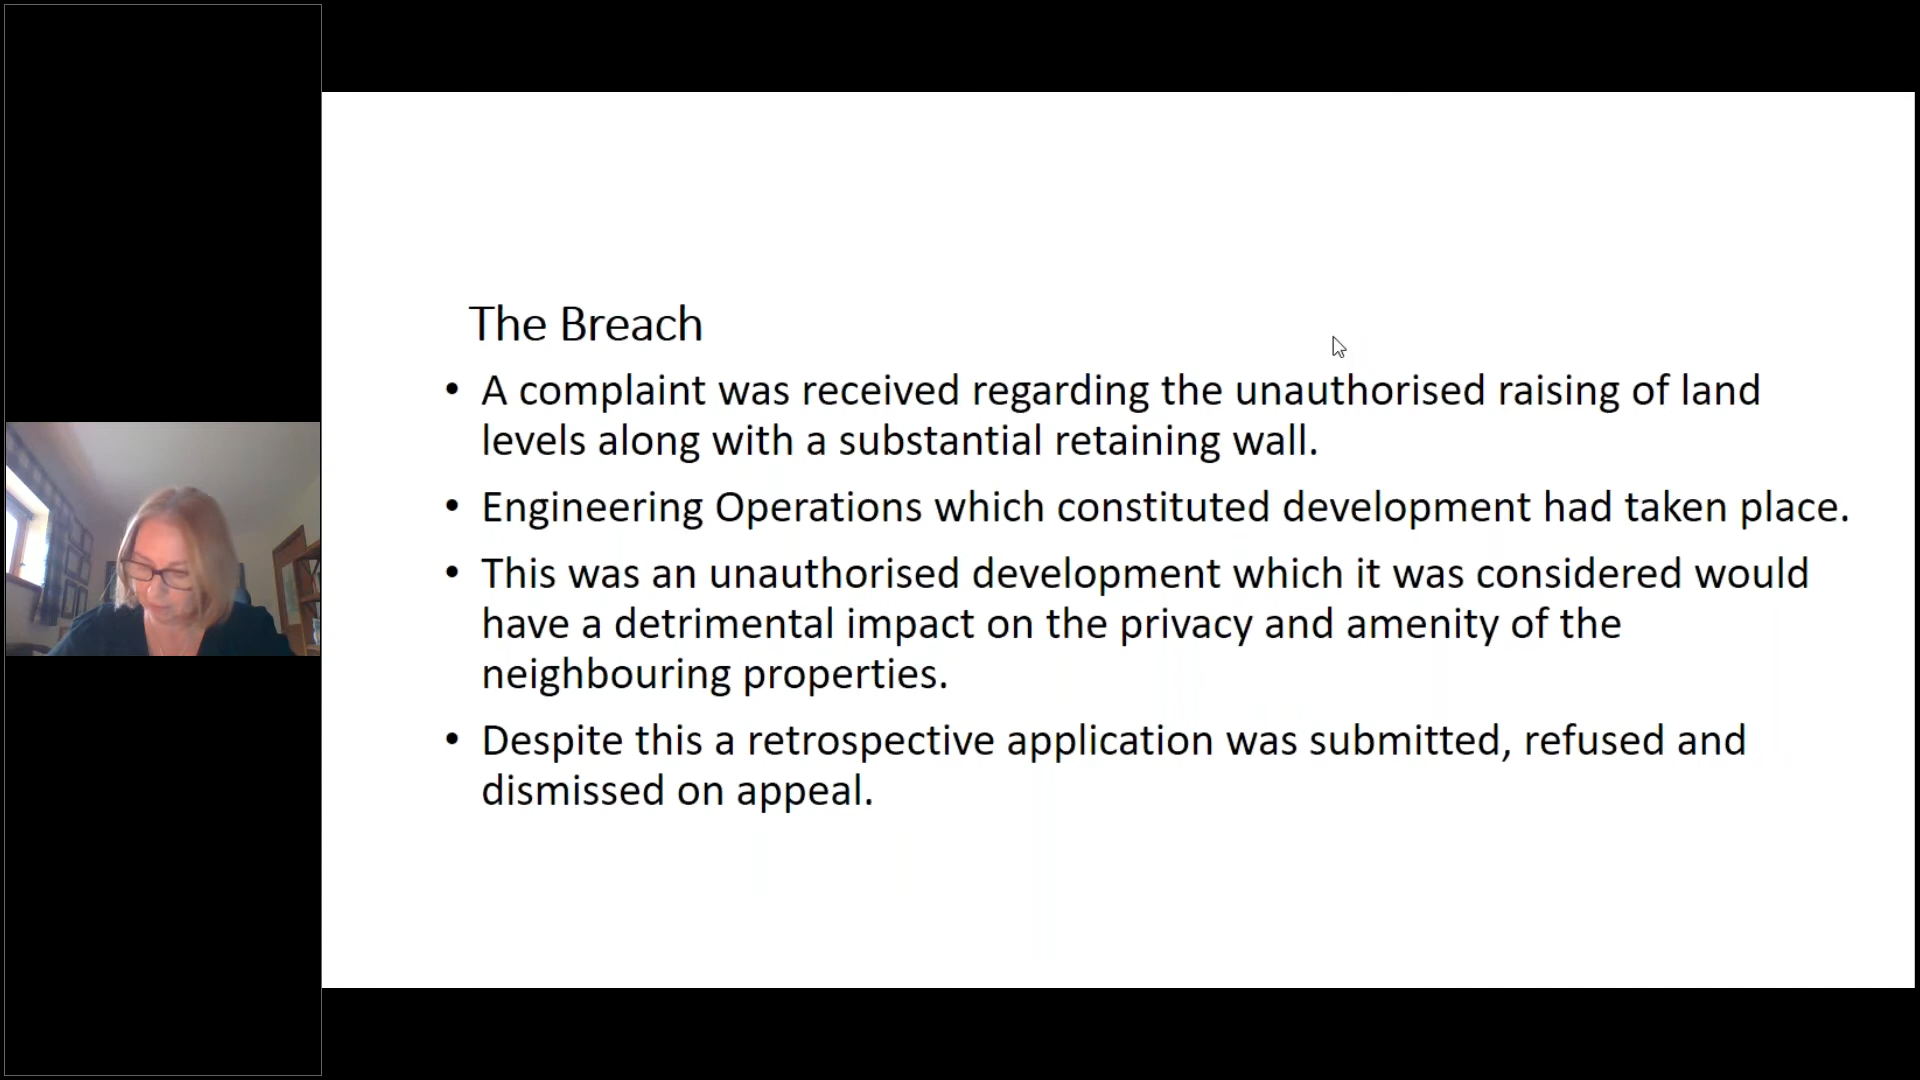 The Breach
• A complaint was received regarding the unauthorised raising of land
levels along with a substantial retaining wall.
• Engineering Operations which constituted development had taken place.
• This was an unauthorised development which it was considered would
have a detrimental impact on the privacy and amenity of the
neighbouring properties.
• Despite this a retrospective application was submitted, refused and
dismissed on appeal.